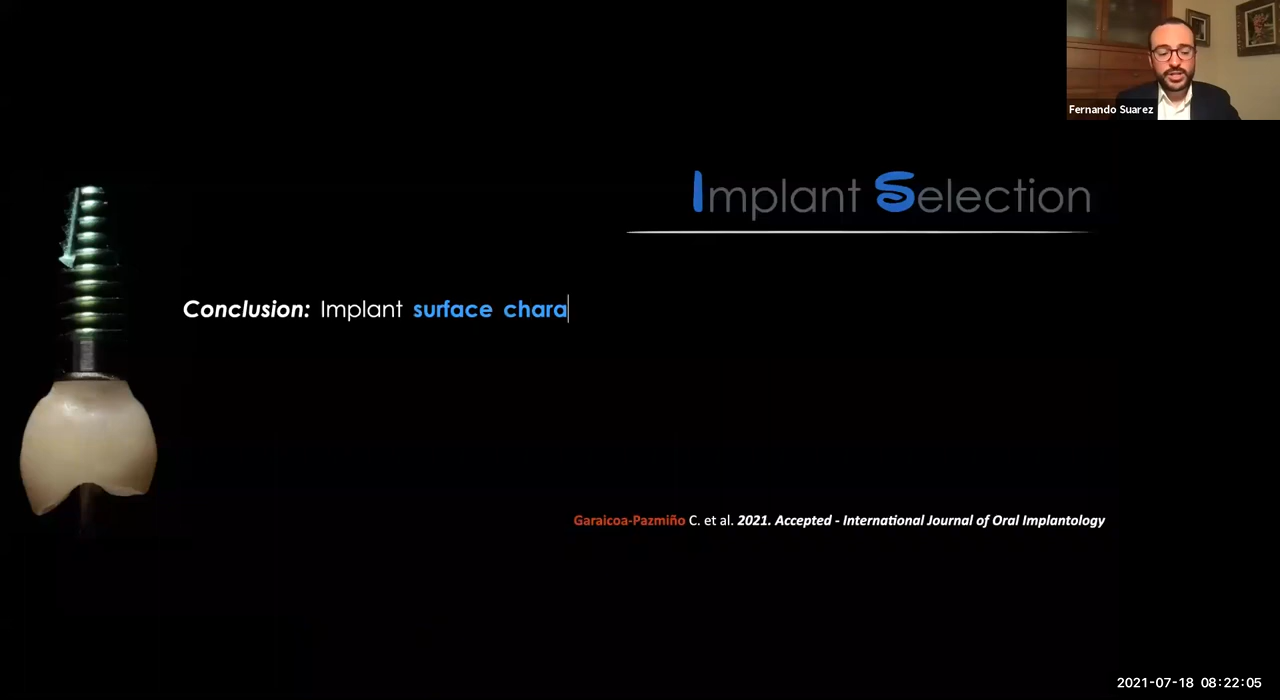 Fernando Suarez
Implant Selection
Conclusion: Implant surface chara
Garaicoa-Pazmiño C. et al. 2021. Accepted - International Journal of Oral Implantology
2021-07-18 08:22:05